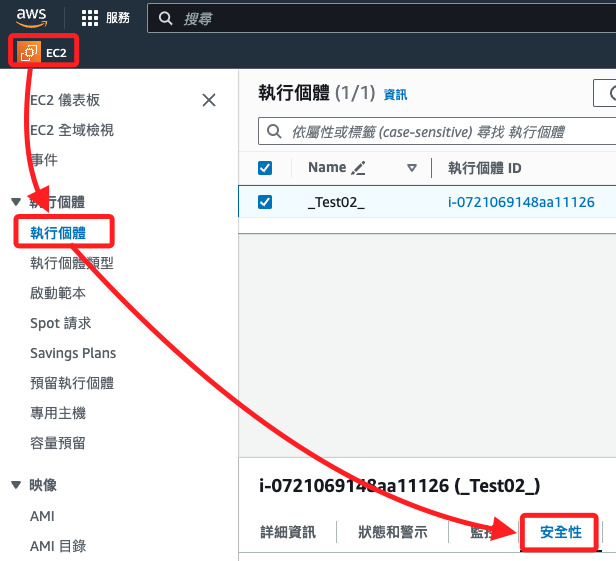 aws
服務
搜尋
EC2
EC2 儀表板
EC2 全域檢視
事件
執行個體
執行個體
執行個體類型
啟動範本
Spot 請求
Savings Plans
預留執行個體
專用主機
容量預留
映像
AMI
AMI 目錄
執行個體 (1/1) 資訊
依屬性或標籤 (case-sensitive) 尋找 執行個體
Name
執行個體 ID
_Test02_
i-0721069148aa11126
i-0721069148aa11126 (_Test02_)
詳細資訊
狀態和警示
監控
安全性